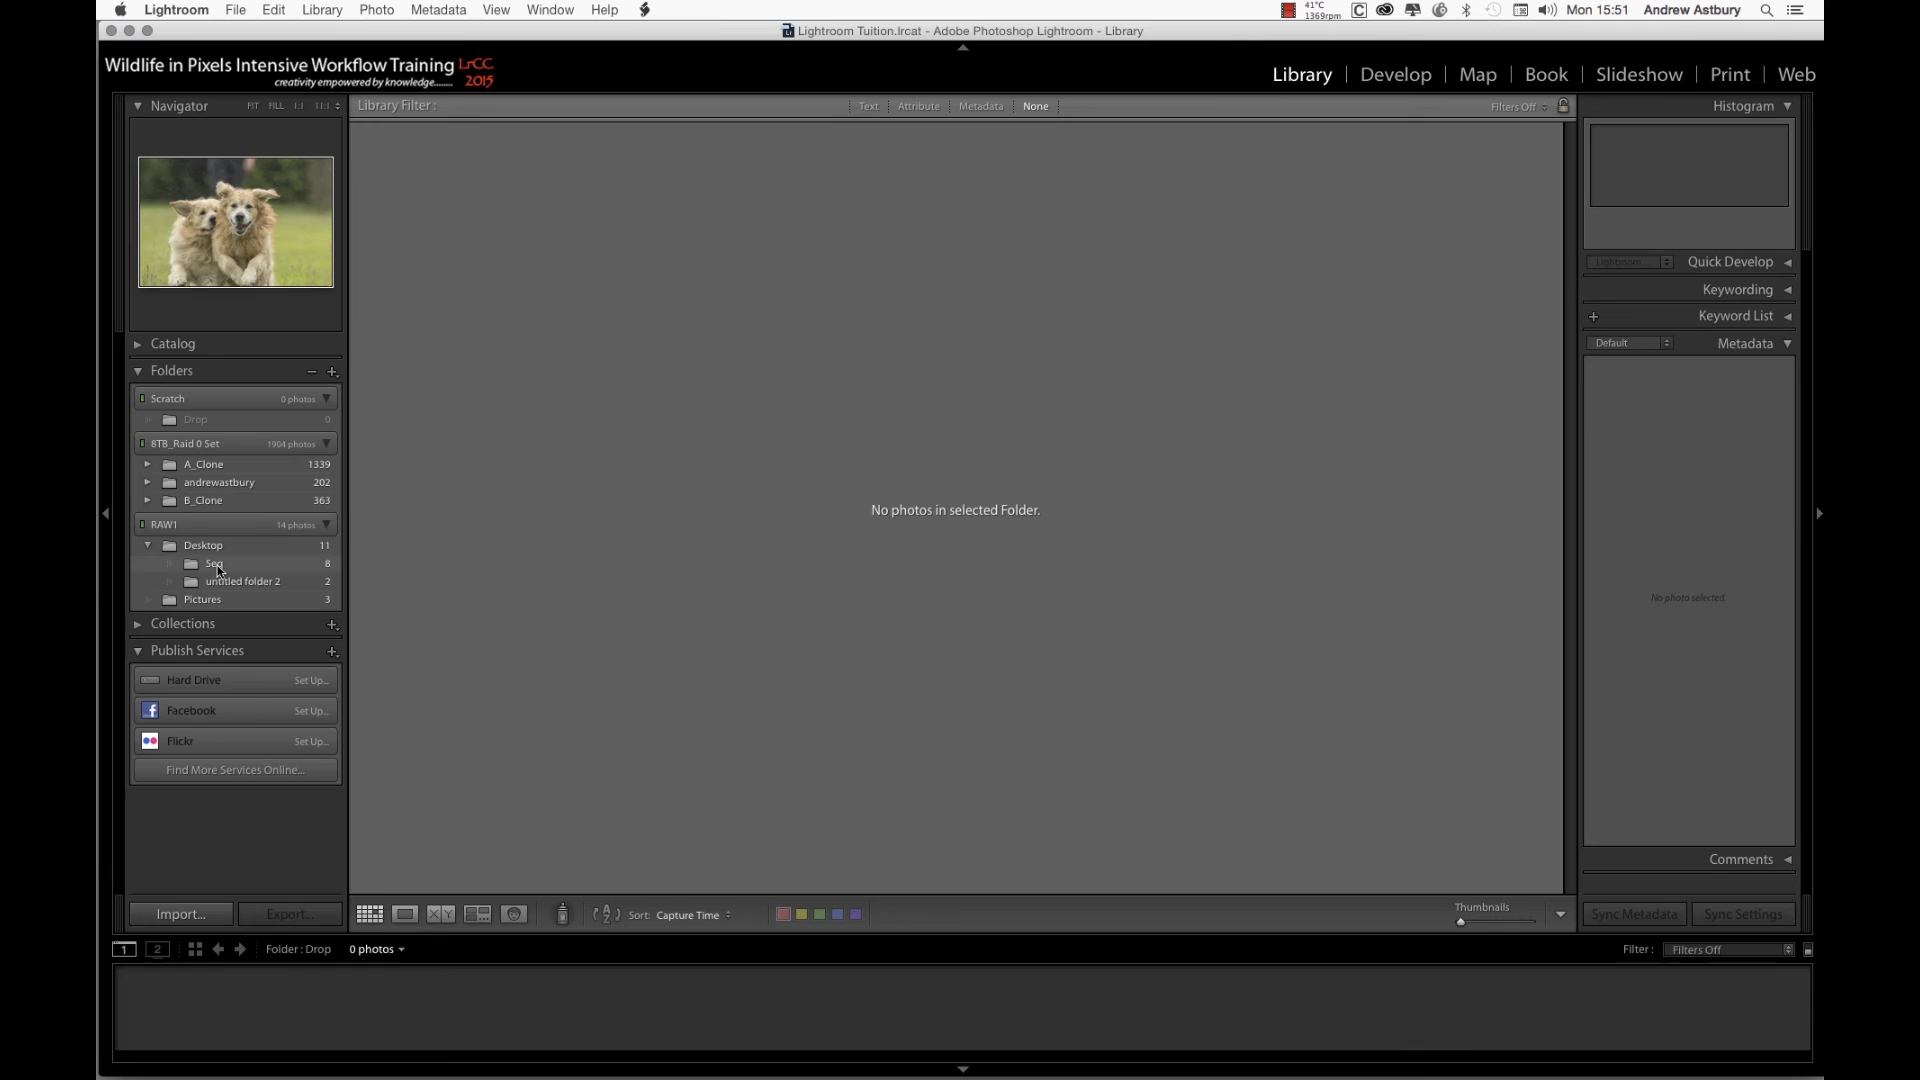 Lightroom File Edit Library Photo Metadata View Window Help 41°C 1369rpm Mon 15:51 Andrew Astbury
Lightroom Tuition.lrcat - Adobe Photoshop Lightroom - Library
Wildlife in Pixels Intensive Workflow Training LrCC 2015
creativity empowered by knowledge........
Library | Develop | Map | Book | Slideshow | Print | Web
Navigator FIT FILL 1:1 1:1
Library Filter : Text Attribute Metadata None Filters Off
Histogram
Lightroom... Quick Develop
Keywording
Keyword List
Default Metadata
No photo selected.
Comments
Catalog
Folders
Scratch 0 photos
Drop 0
8TB_Raid 0 Set 1904 photos
A_Clone 1339
andrewastbury 202
B_Clone 363
RAW1 14 photos
Desktop 11
Seq 8
untitled folder 2 2
Pictures 3
Collections
Publish Services
Hard Drive Set Up...
Facebook Set Up...
Flickr Set Up...
Find More Services Online...
No photos in selected Folder.
Import... Export...
XY Sort: Capture Time Thumbnails
Sync Metadata Sync Settings
1 2 Folder : Drop 0 photos Filter : Filters Off